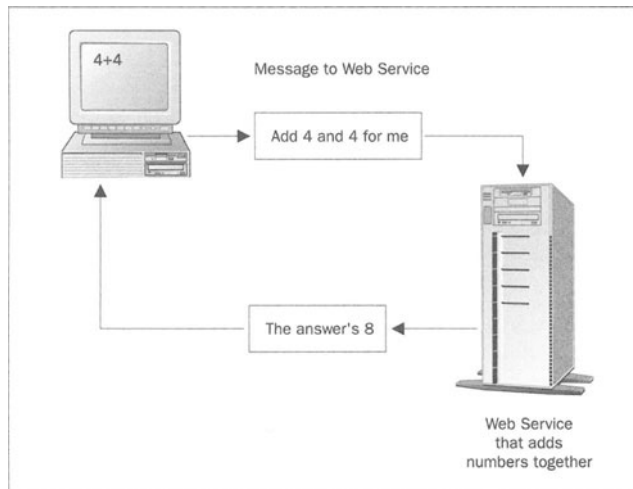 4+4
Message to Web Service
Add 4 and 4 for me
The answer's 8
Web Service
that adds
numbers together